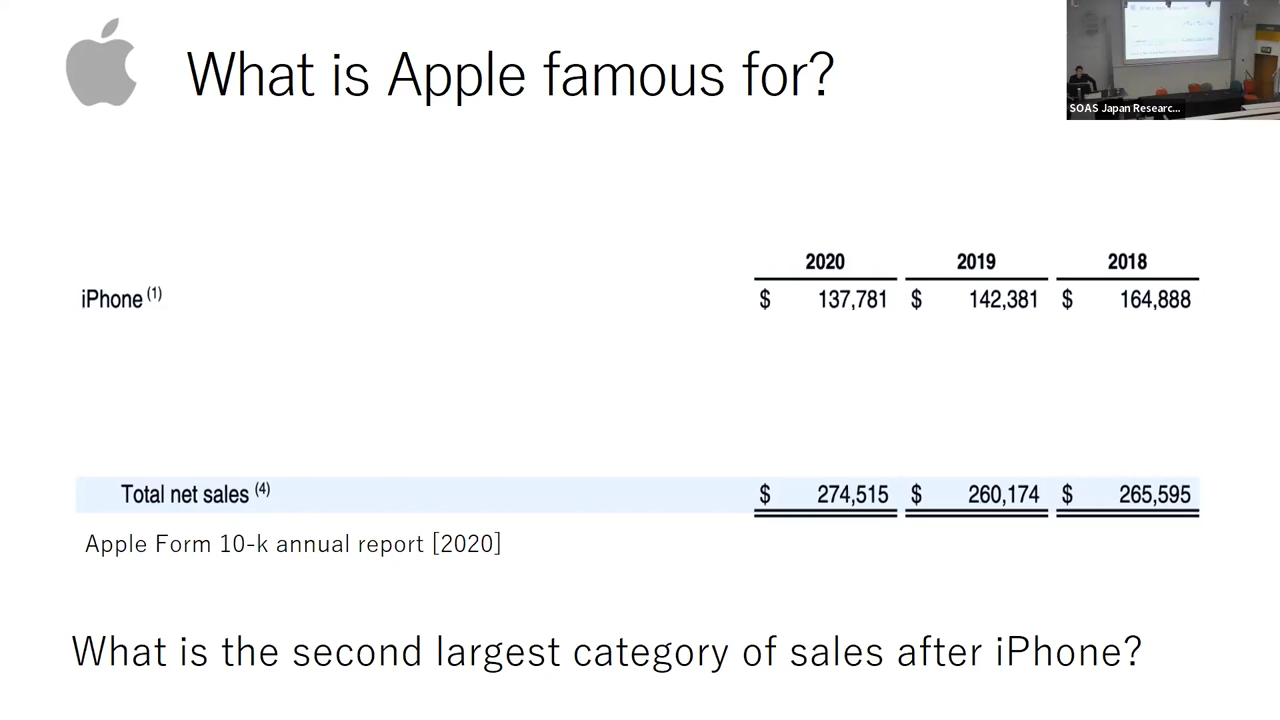 What is Apple famous for?
SOAS Japan Researc...
2020 2019 2018
iPhone (1) $ 137,781 $ 142,381 $ 164,888
Total net sales (4) $ 274,515 $ 260,174 $ 265,595
Apple Form 10-k annual report [2020]
What is the second largest category of sales after iPhone?